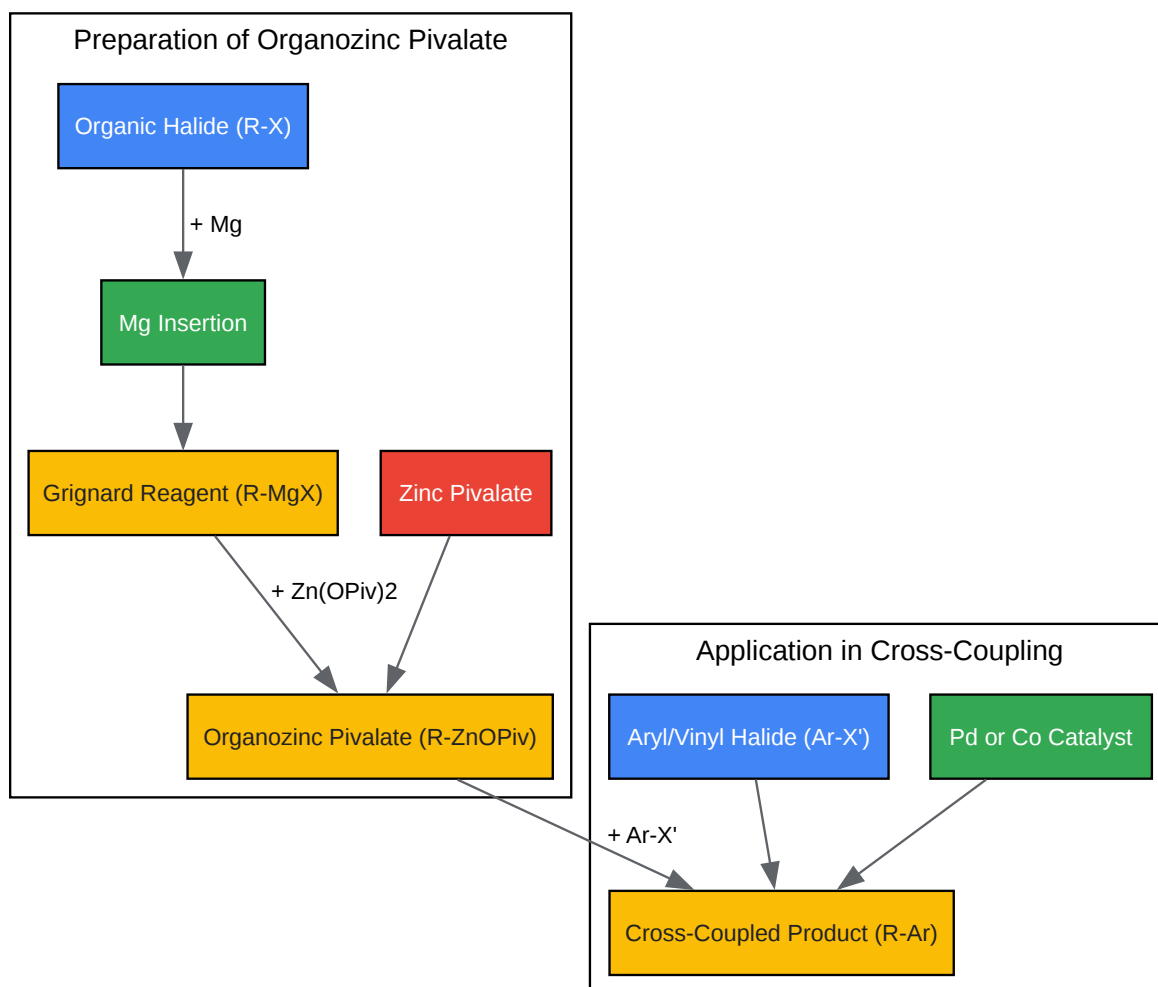 Preparation of Organozinc Pivalate
Organic Halide (R-X)
+ Mg
Mg Insertion
Grignard Reagent (R-MgX)
Zinc Pivalate
+ Zn(OPiv)2
Organozinc Pivalate (R-ZnOPiv)
Application in Cross-Coupling
Aryl/Vinyl Halide (Ar-X')
Pd or Co Catalyst
+ Ar-X'
Cross-Coupled Product (R-Ar)